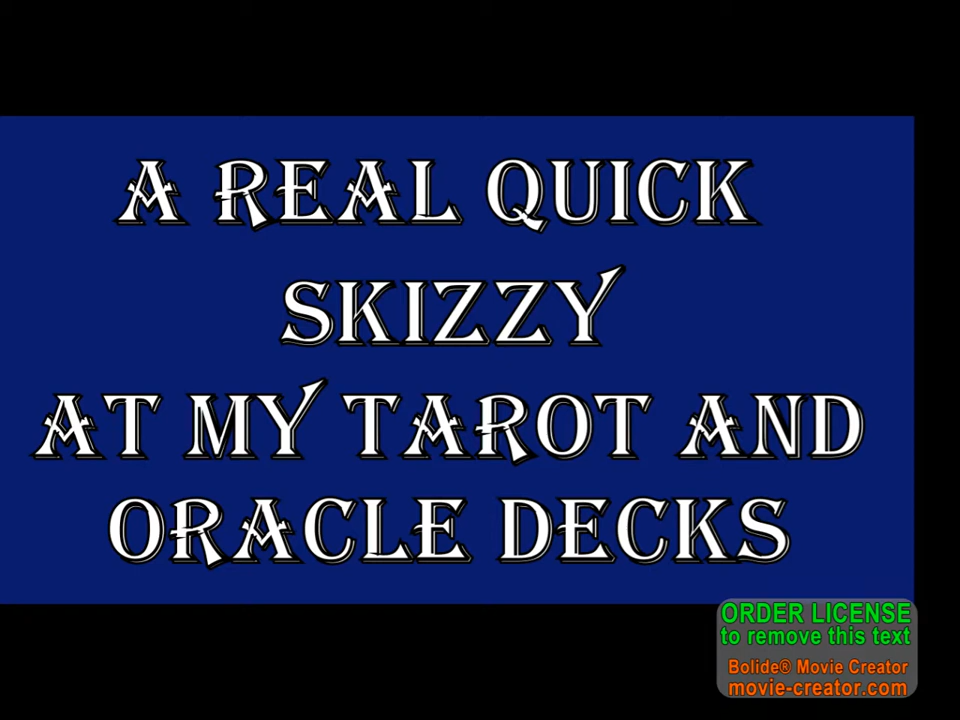 A REAL QUICK
SKIZZY
AT MY TAROT AND
ORACLE DECKS
ORDER LICENSE
to remove this text
Bolide® Movie Creator
movie-creator.com